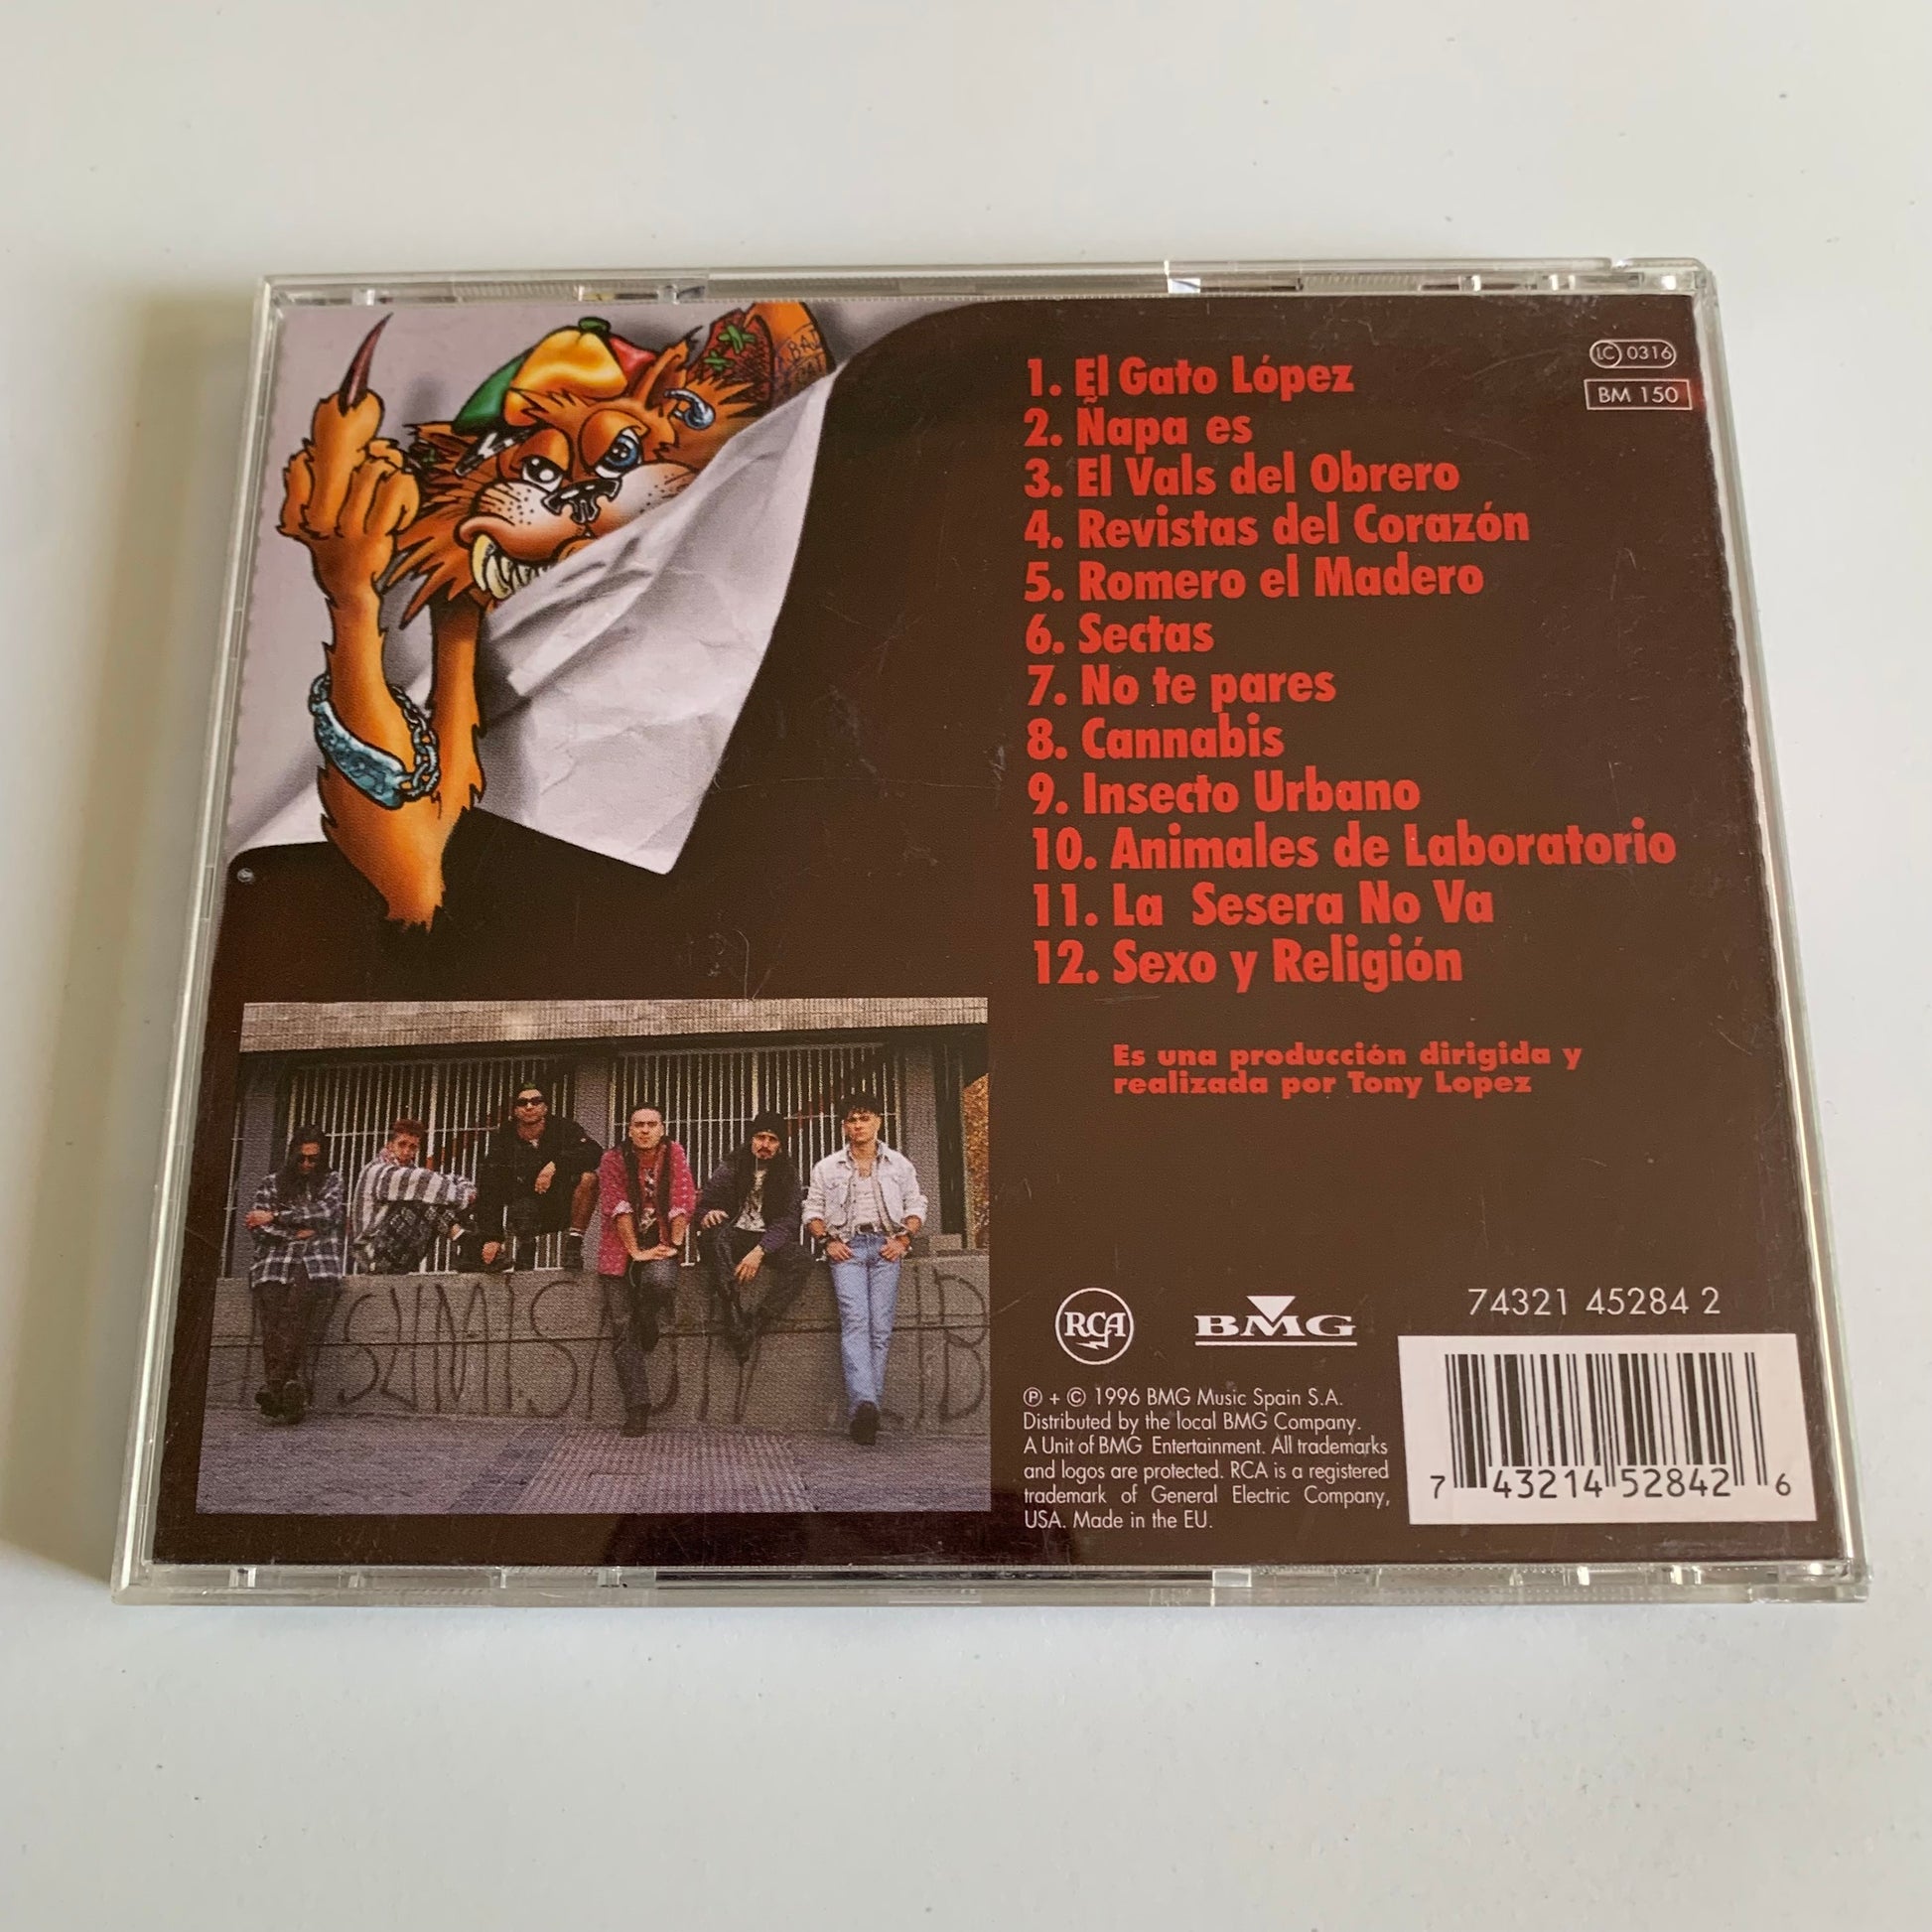 BAJ
PAL
LC 0316
BM 150
1. El Gato López
2. Ñapa es
3. El Vals del Obrero
4. Revistas del Corazón
5. Romero el Madero
6. Sectas
7. No te pares
8. Cannabis
9. Insecto Urbano
10. Animales de Laboratorio
11. La Sesera No Va
12. Sexo y Religión
Es una producción dirigida y
realizada por Tony Lopez
SUMISION LIB
RCA
BMG
74321 45284 2
℗ + © 1996 BMG Music Spain S.A.
Distributed by the local BMG Company.
A Unit of BMG Entertainment. All trademarks
and logos are protected. RCA is a registered
trademark of General Electric Company,
USA. Made in the EU.
7 43214 52842 6